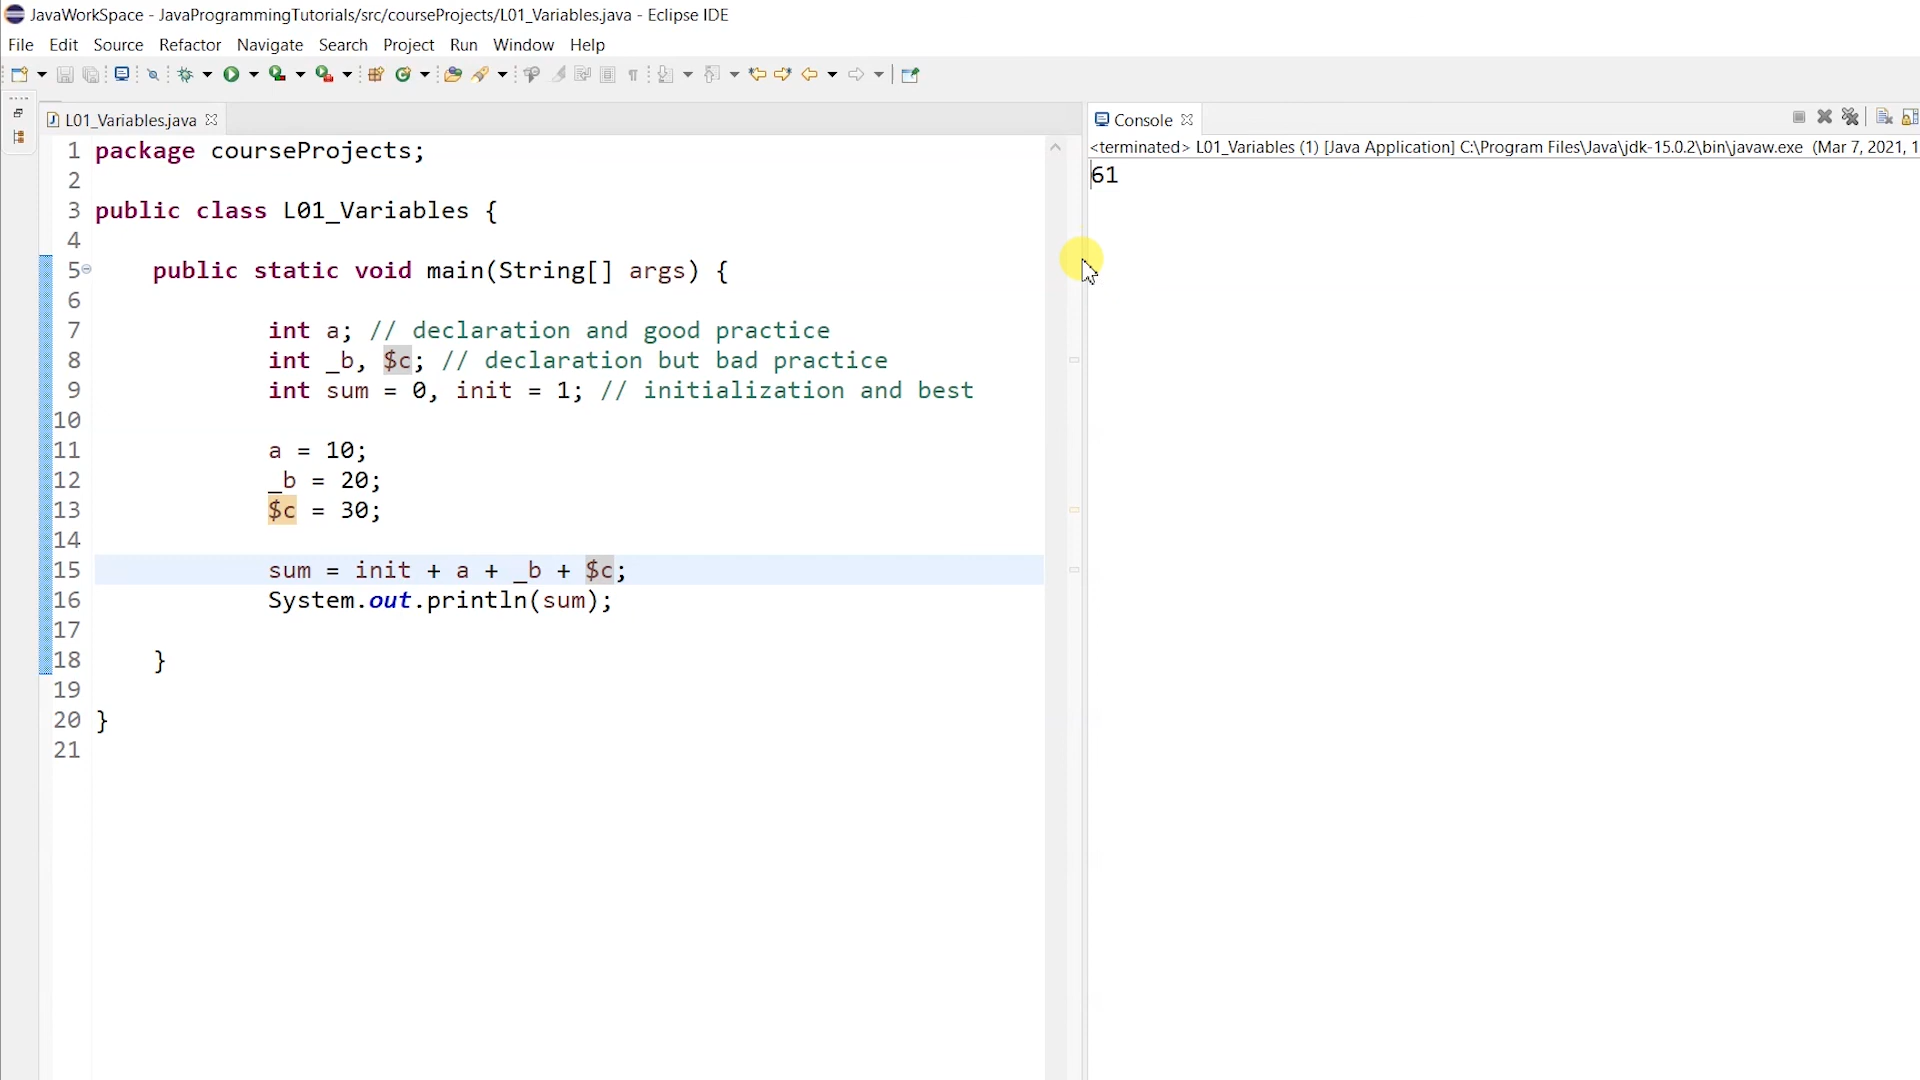 JavaWorkSpace - JavaProgrammingTutorials/src/courseProjects/L01_Variables.java - Eclipse IDE
File Edit Source Refactor Navigate Search Project Run Window Help
L01_Variables.java
1 package courseProjects;
2
3 public class L01_Variables {
4
5 public static void main(String[] args) {
6
7 int a; // declaration and good practice
8 int _b, $c; // declaration but bad practice
9 int sum = 0, init = 1; // initialization and best
10
11 a = 10;
12 _b = 20;
13 $c = 30;
14
15 sum = init + a + _b + $c;
16 System.out.println(sum);
17
18 }
19
20 }
21
Console
<terminated> L01_Variables (1) [Java Application] C:\Program Files\Java\jdk-15.0.2\bin\javaw.exe (Mar 7, 2021, 1
61